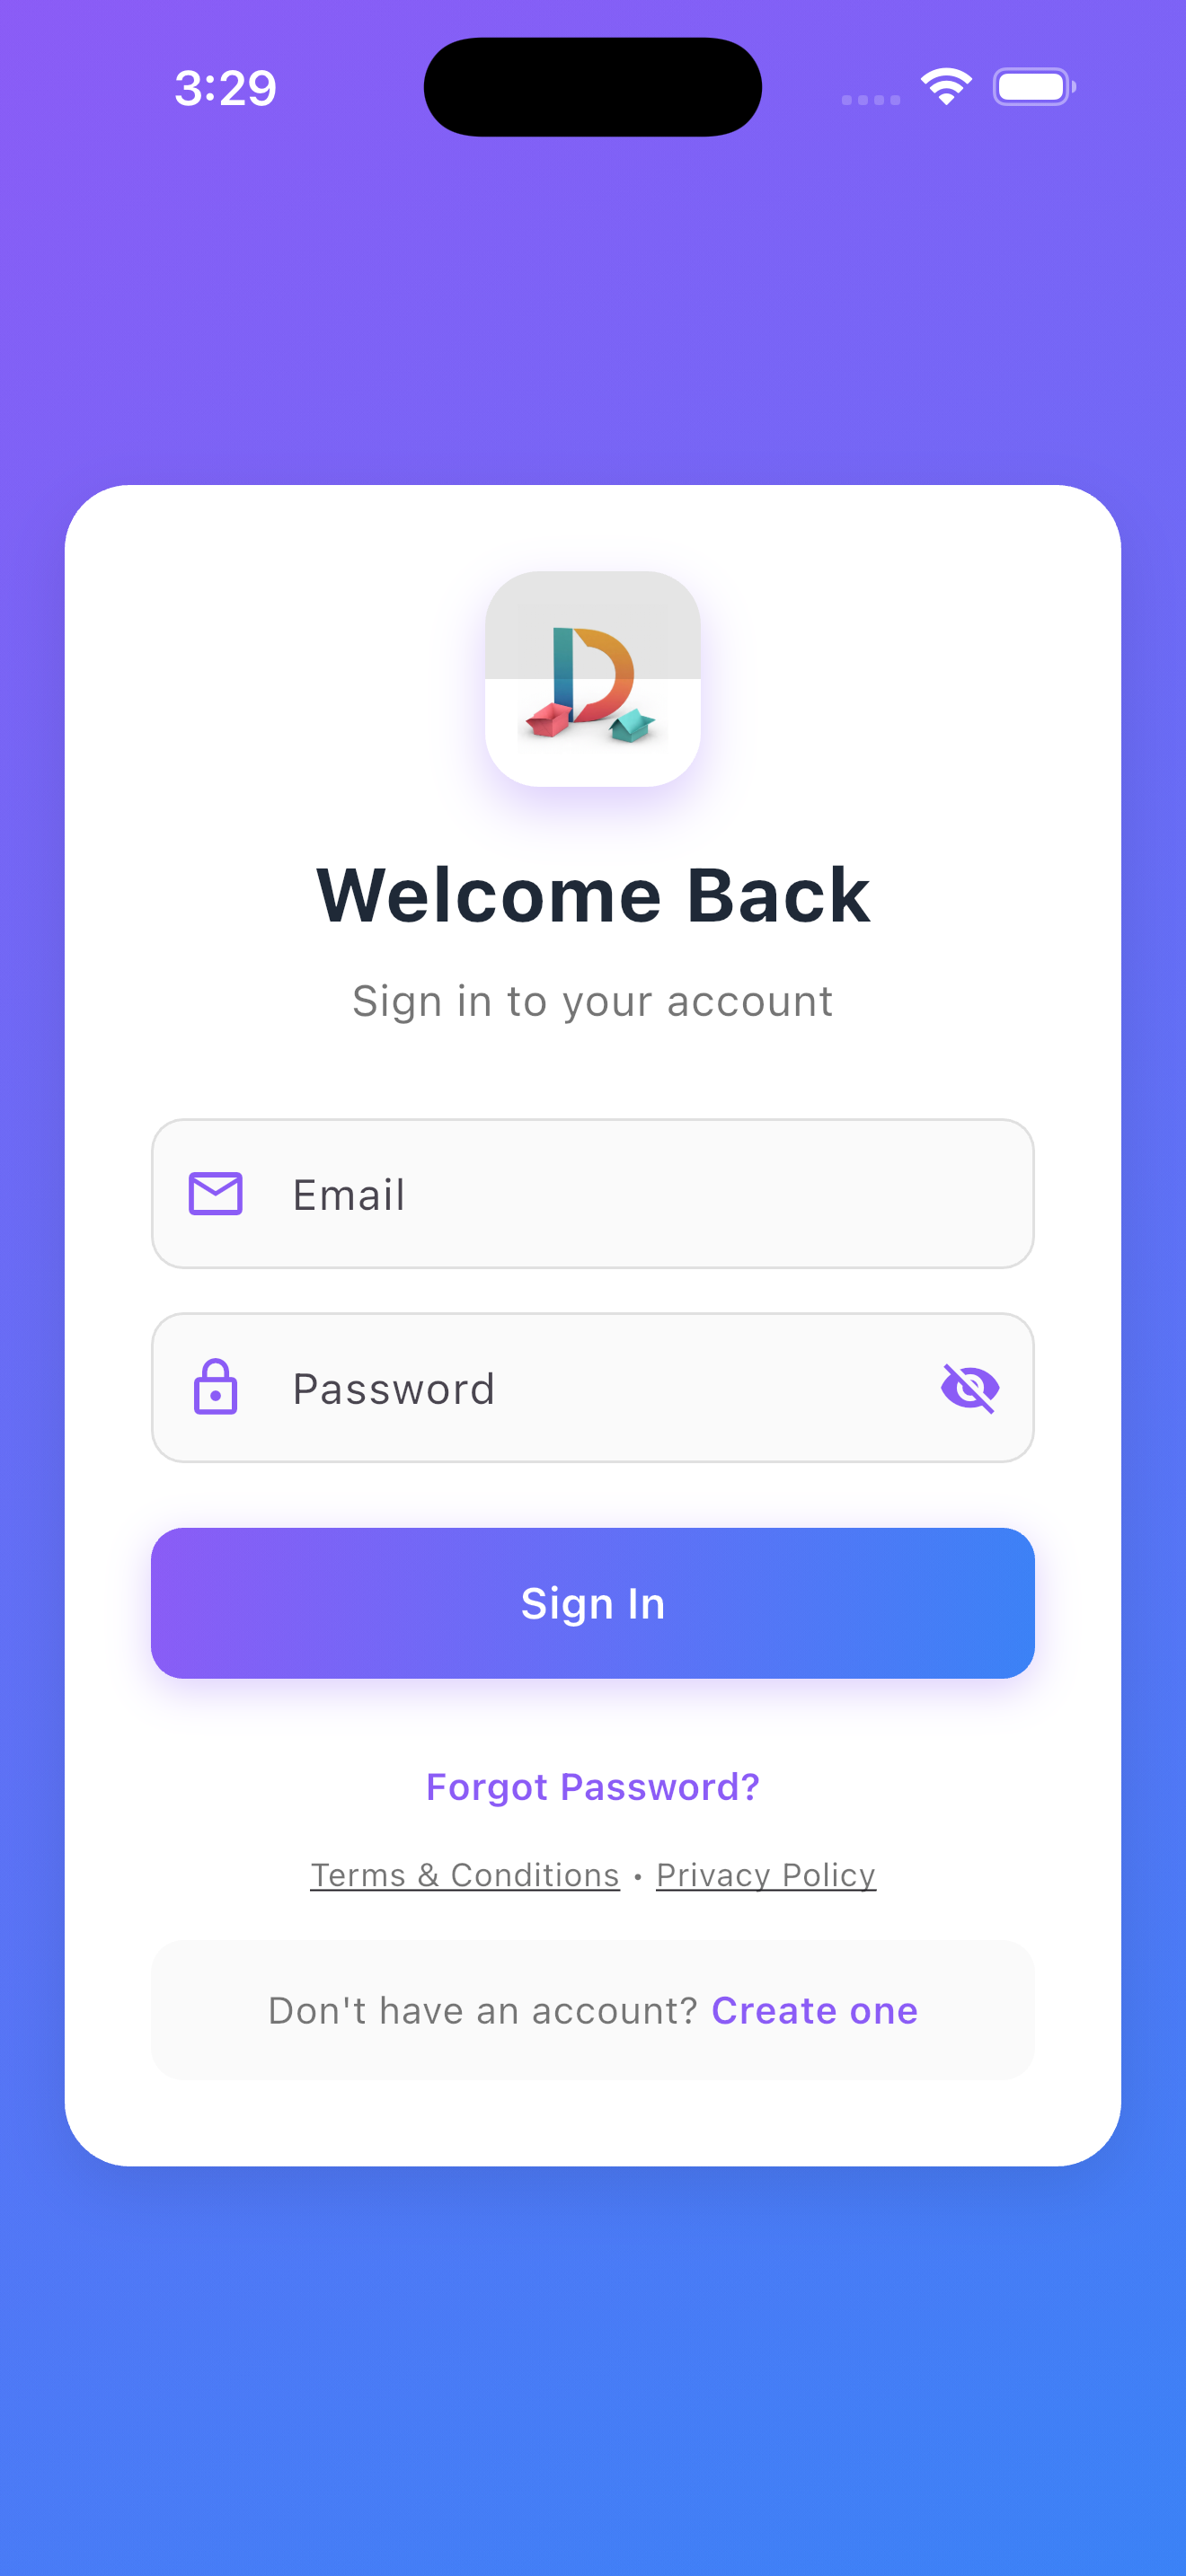 3:29
D
Welcome Back
Sign in to your account
Email
Password
Sign In
Forgot Password?
Terms & Conditions • Privacy Policy
Don't have an account? Create one